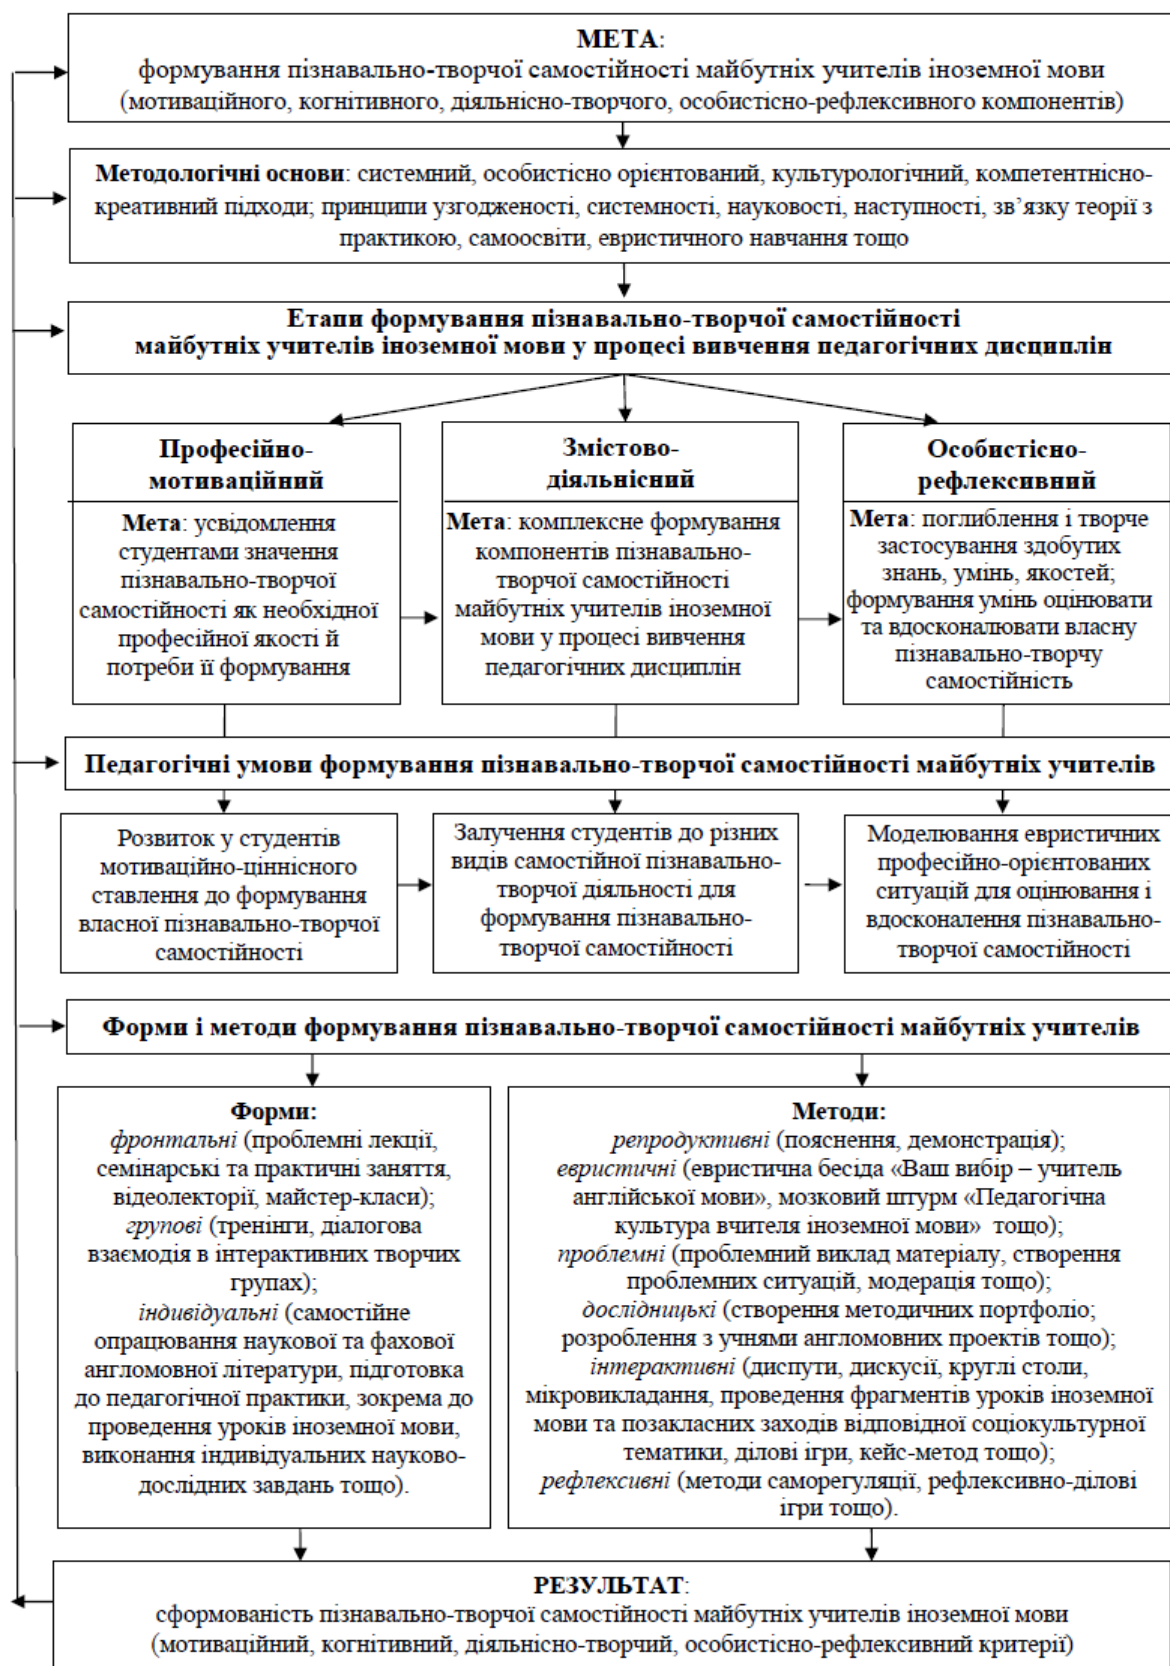 МЕТА:
формування пізнавально-творчої самостійності майбутніх учителів іноземної мови
(мотиваційного, когнітивного, діяльнісно-творчого, особистісно-рефлексивного компонентів)
Методологічні основи: системний, особистісно орієнтований, культурологічний, компетентнісно-
креативний підходи; принципи узгодженості, системності, науковості, наступності, зв’язку теорії з
практикою, самоосвіти, евристичного навчання тощо
Етапи формування пізнавально-творчої самостійності
майбутніх учителів іноземної мови у процесі вивчення педагогічних дисциплін
Професійно-
мотиваційний
Мета: усвідомлення
студентами значення
пізнавально-творчої
самостійності як необхідної
професійної якості й
потреби її формування
Змістово-
діяльнісний
Мета: комплексне формування
компонентів пізнавально-
творчої самостійності
майбутніх учителів іноземної
мови у процесі вивчення
педагогічних дисциплін
Особистісно-
рефлексивний
Мета: поглиблення і творче
застосування здобутих
знань, умінь, якостей;
формування умінь оцінювати
та вдосконалювати власну
пізнавально-творчу
самостійність
Педагогічні умови формування пізнавально-творчої самостійності майбутніх учителів
Розвиток у студентів
мотиваційно-ціннісного
ставлення до формування
власної пізнавально-творчої
самостійності
Залучення студентів до різних
видів самостійної пізнавально-
творчої діяльності для
формування пізнавально-
творчої самостійності
Моделювання евристичних
професійно-орієнтованих
ситуацій для оцінювання і
вдосконалення пізнавально-
творчої самостійності
Форми і методи формування пізнавально-творчої самостійності майбутніх учителів
Форми:
фронтальні (проблемні лекції,
семінарські та практичні заняття,
відеолекторії, майстер-класи);
групові (тренінги, діалогова
взаємодія в інтерактивних творчих
групах);
індивідуальні (самостійне
опрацювання наукової та фахової
англомовної літератури, підготовка
до педагогічної практики, зокрема до
проведення уроків іноземної мови,
виконання індивідуальних науково-
дослідних завдань тощо).
Методи:
репродуктивні (пояснення, демонстрація);
евристичні (евристична бесіда «Ваш вибір – учитель
англійської мови», мозковий штурм «Педагогічна
культура вчителя іноземної мови» тощо);
проблемні (проблемний виклад матеріалу, створення
проблемних ситуацій, модерація тощо);
дослідницькі (створення методичних портфоліо;
розроблення з учнями англомовних проектів тощо);
інтерактивні (диспути, дискусії, круглі столи,
мікровикладання, проведення фрагментів уроків іноземної
мови та позакласних заходів відповідної соціокультурної
тематики, ділові ігри, кейс-метод тощо);
рефлексивні (методи саморегуляції, рефлексивно-ділові
ігри тощо).
РЕЗУЛЬТАТ:
сформованість пізнавально-творчої самостійності майбутніх учителів іноземної мови
(мотиваційний, когнітивний, діяльнісно-творчий, особистісно-рефлексивний критерії)